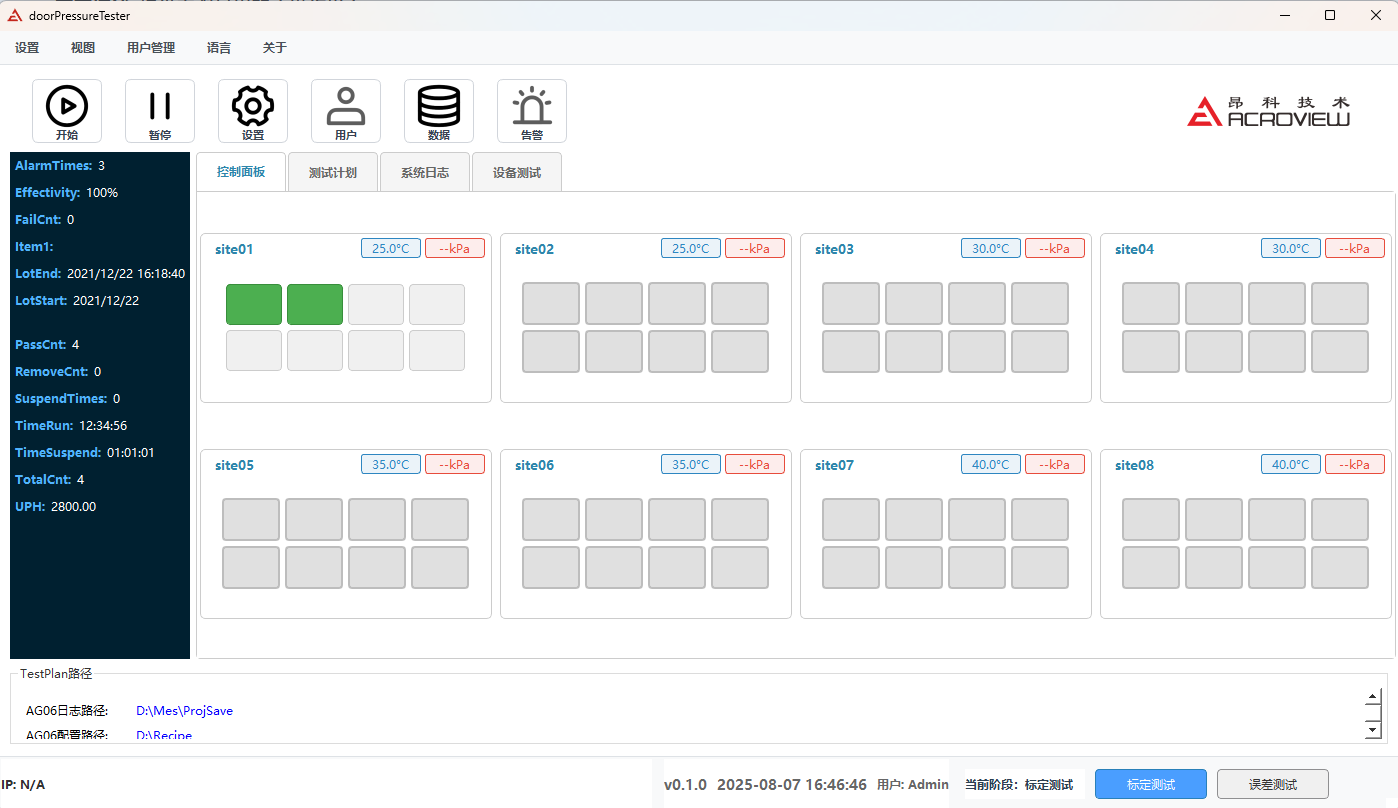 doorPressureTester
设置 视图 用户管理 语言 关于
开始 暂停 设置 用户 数据 告警
昂科技术
ACROVIEW
AlarmTimes: 3
Effectivity: 100%
FailCnt: 0
Item1:
LotEnd: 2021/12/22 16:18:40
LotStart: 2021/12/22
PassCnt: 4
RemoveCnt: 0
SuspendTimes: 0
TimeRun: 12:34:56
TimeSuspend: 01:01:01
TotalCnt: 4
UPH: 2800.00
控制面板 测试计划 系统日志 设备测试
site01 25.0°C --kPa site02 25.0°C --kPa site03 30.0°C --kPa site04 30.0°C --kPa
site05 35.0°C --kPa site06 35.0°C --kPa site07 40.0°C --kPa site08 40.0°C --kPa
TestPlan路径
AG06日志路径: D:\Mes\ProjSave
AG06配置路径: D:\Recipe
IP: N/A v0.1.0 2025-08-07 16:46:46 用户: Admin 当前阶段: 标定测试 标定测试 误差测试